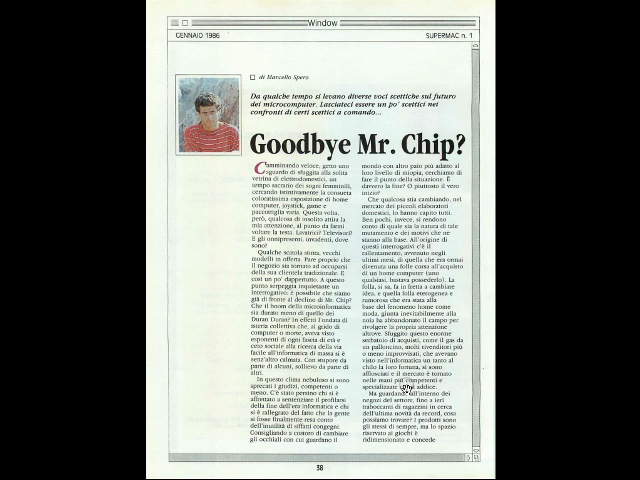 Window
GENNAIO 1986
SUPERMAC n. 1
di Marcello Spero
Da qualche tempo si levano diverse voci scettiche sul futuro
dei microcomputer. Lasciateci essere un po' scettici nei
confronti di certi scettici a comando...
Goodbye Mr. Chip?
Camminando veloce, getto uno
sguardo di sfuggita alla solita
vetrina di elettrodomestici, un
tempo sacrario dei sogni femminili,
cercando istintivamente la consueta
coloratissima esposizione di home
computer, joystick, game e
paccottiglia varia. Questa volta,
però, qualcosa di insolito attira la
mia attenzione, al punto da farmi
voltare la testa. Lavatrici? Televisori?
E gli onnipresenti, invadenti, dove
sono?
Qualche scatola stinta, vecchi
modelli in offerta. Pare proprio che
il negozio sia tornato ad occuparsi
della sua clientela tradizionale. E
così un po' dappertutto. A questo
punto serpeggia inquietante un
interrogativo: è possibile che siamo
già di fronte al declino di Mr. Chip?
Che il boom della microinformatica
sia durato meno di quello dei
Duran Duran? In effetti l'ondata di
isteria collettiva che, al grido di
computer o morte, aveva visto
esponenti di ogni fascia di età e
ceto sociale alla ricerca della via
facile all'informatica di massa si è
senz'altro calmata. Con stupore da
parte di alcuni, sollievo da parte di
altri.
In questo clima nebuloso si sono
sprecati i giudizi, competenti o
meno. C'è stato persino chi si è
affrettato a sentenziare il profilarsi
della fine dell'era informatica e chi
si è rallegrato del fatto che la gente
si fosse finalmente resa conto
dell'inutilità di siffatti congegni.
Consigliando a costoro di cambiare
gli occhiali con cui guardano il
mondo con altro paio più adatto al
loro livello di miopia, cerchiamo di
fare il punto della situazione. È
davvero la fine? O piuttosto il vero
inizio?
Che qualcosa stia cambiando, nel
mercato dei piccoli elaboratori
domestici, lo hanno capito tutti.
Ben pochi, invece, si rendono
conto di quale sia la natura di tale
mutamento e dei motivi che ne
stanno alla base. All'origine di
questi interrogativi c'è il
rallentamento, avvenuto negli
ultimi mesi, di quella che era ormai
divenuta una folle corsa all'acquisto
di un home computer (uno
qualsiasi, bastava possederlo). La
folla, si sa, fa in fretta a cambiare
idea, e quella folla eterogenea e
rumorosa che era stata alla
base del fenomeno home come
moda, giunta inevitabilmente alla
noia ha abbandonato il campo per
rivolgere la propria attenzione
altrove. Sfuggito questo enorme
serbatoio di acquisti, come il gas da
un palloncino, molti rivenditori più
o meno improvvisati, che avevano
visto nell'informatica un tanto al
chilo la loro fortuna, si sono
afflosciati e il mercato è tornato
nelle mani più competenti e
specializzate addice.
Ma guardando all'interno dei
negozi del settore, fino a ieri
traboccanti di ragazzini in cerca
dell'ultima novità da record, cosa
possiamo trovare? I prodotti sono
gli stessi di sempre, ma lo spazio
riservato ai giochi è
ridimensionato e concede
38